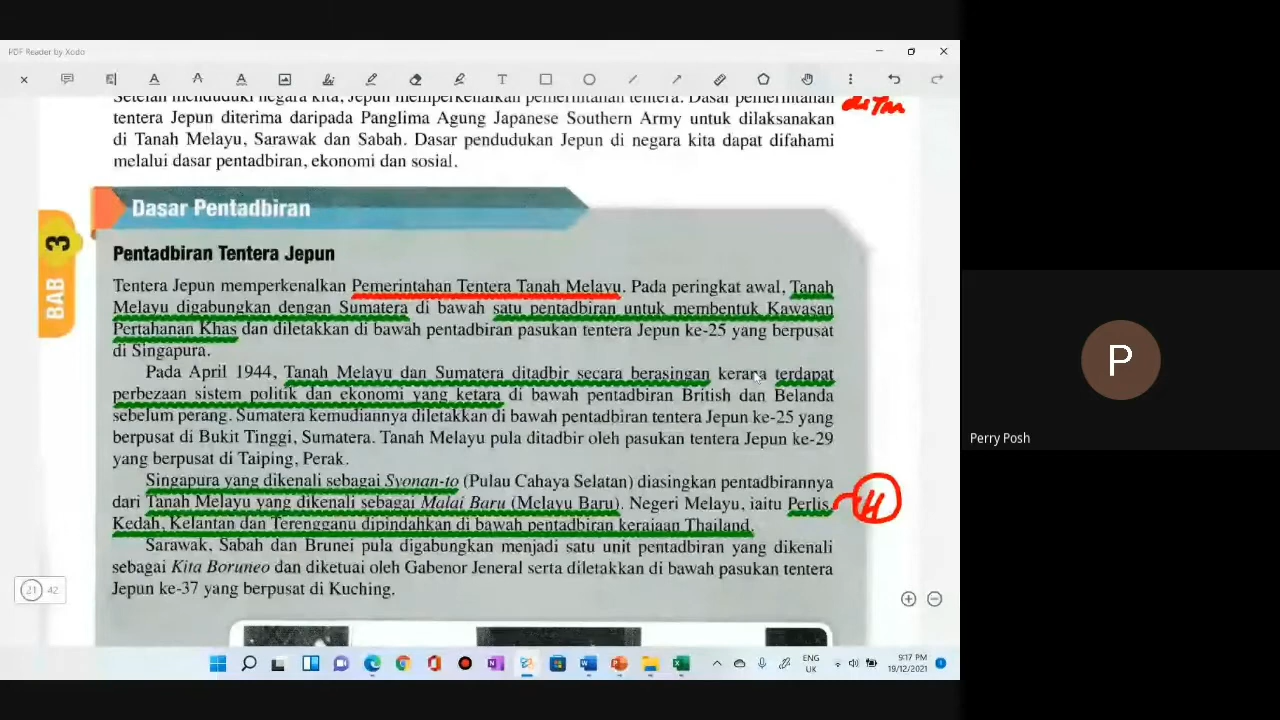 PDF Reader by Xodo
Setelah menduduki negara kita, Jepun memperkenalkan pemerintahan tentera. Dasar pemerintahan
tentera Jepun diterima daripada Panglima Agung Japanese Southern Army untuk dilaksanakan
di Tanah Melayu, Sarawak dan Sabah. Dasar pendudukan Jepun di negara kita dapat difahami
melalui dasar pentadbiran, ekonomi dan sosial.
Dasar Pentadbiran
BAB 3
Pentadbiran Tentera Jepun
Tentera Jepun memperkenalkan Pemerintahan Tentera Tanah Melayu. Pada peringkat awal, Tanah
Melayu digabungkan dengan Sumatera di bawah satu pentadbiran untuk membentuk Kawasan
Pertahanan Khas dan diletakkan di bawah pentadbiran pasukan tentera Jepun ke-25 yang berpusat
di Singapura.
Pada April 1944, Tanah Melayu dan Sumatera ditadbir secara berasingan kerana terdapat
perbezaan sistem politik dan ekonomi yang ketara di bawah pentadbiran British dan Belanda
sebelum perang. Sumatera kemudiannya diletakkan di bawah pentadbiran tentera Jepun ke-25 yang
berpusat di Bukit Tinggi, Sumatera. Tanah Melayu pula ditadbir oleh pasukan tentera Jepun ke-29
yang berpusat di Taiping, Perak.
Singapura yang dikenali sebagai Syonan-to (Pulau Cahaya Selatan) diasingkan pentadbirannya
dari Tanah Melayu yang dikenali sebagai Malai Baru (Melayu Baru). Negeri Melayu, iaitu Perlis,
Kedah, Kelantan dan Terengganu dipindahkan di bawah pentadbiran kerajaan Thailand.
Sarawak, Sabah dan Brunei pula digabungkan menjadi satu unit pentadbiran yang dikenali
sebagai Kita Boruneo dan diketuai oleh Gabenor Jeneral serta diletakkan di bawah pasukan tentera
Jepun ke-37 yang berpusat di Kuching.
21 42
P
Perry Posh
ENG
UK
9:17 PM
19/12/2021